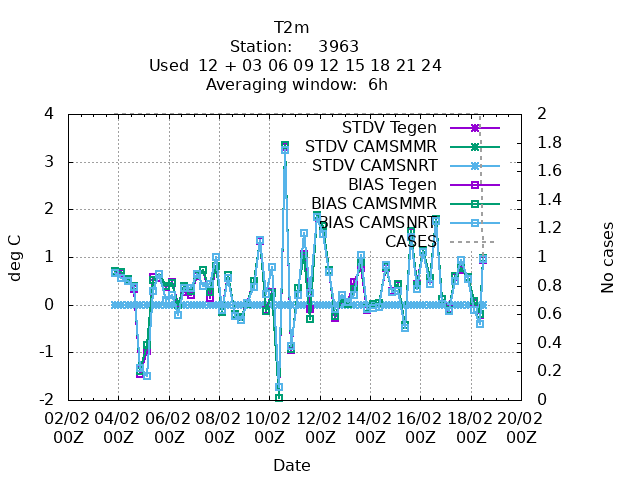 T2m
Station: 3963
Used 12 + 03 06 09 12 15 18 21 24
Averaging window: 6h
4
3
2
1
0
-1
-2
deg C
2
1.8
1.6
1.4
1.2
1
0.8
0.6
0.4
0.2
0
No cases
STDV Tegen
STDV CAMSMMR
STDV CAMSNRT
BIAS Tegen
BIAS CAMSMMR
BIAS CAMSNRT
CASES
02/02 04/02 06/02 08/02 10/02 12/02 14/02 16/02 18/02 20/02
00Z 00Z 00Z 00Z 00Z 00Z 00Z 00Z 00Z 00Z
Date